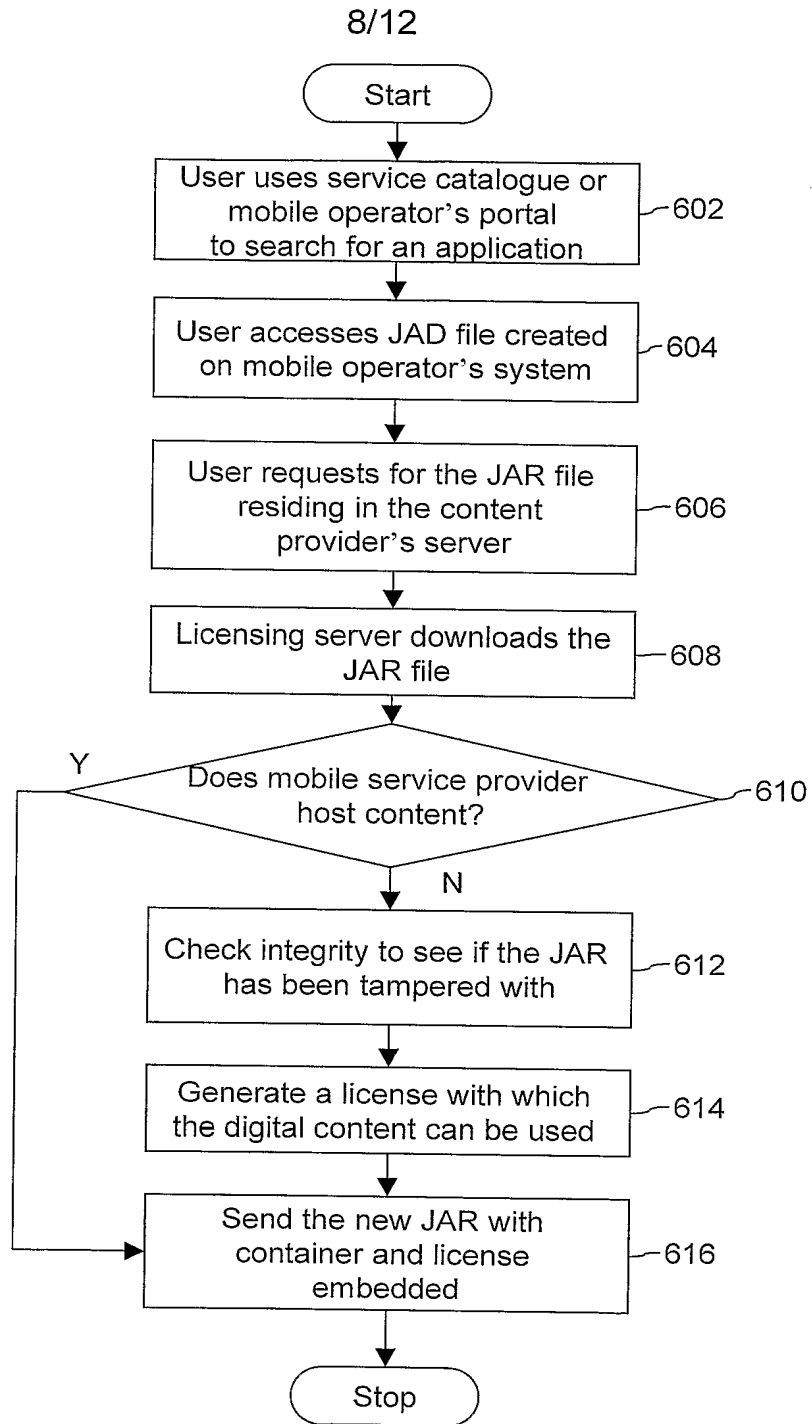 8/12
Start
User uses service catalogue or
mobile operator's portal
to search for an application
602
User accesses JAD file created
on mobile operator's system
604
User requests for the JAR file
residing in the content
provider's server
606
Licensing server downloads the
JAR file
608
Y
Does mobile service provider
host content?
610
N
Check integrity to see if the JAR
has been tampered with
612
Generate a license with which
the digital content can be used
614
Send the new JAR with
container and license
embedded
616
Stop